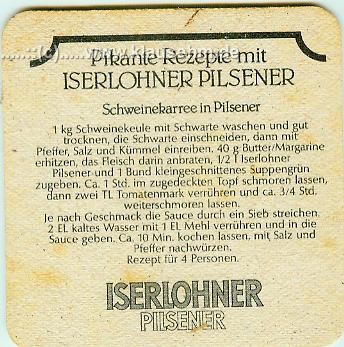 ....:(c):.... www.klausehm.de
Pikante Rezepte mit
ISERLOHNER PILSENER
Schweinekarree in Pilsener
1 kg Schweinekeule mit Schwarte waschen und gut
trocknen, die Schwarte einschneiden, dann mit
Pfeffer, Salz und Kümmel einreiben. 40 g Butter/Margarine
erhitzen, das Fleisch darin anbraten, 1/2 l Iserlohner
Pilsener und 1 Bund kleingeschnittenes Suppengrün
zugeben. Ca. 1 Std. im zugedeckten Topf schmoren lassen,
dann zwei TL Tomatenmark verrühren und ca. 3/4 Std.
weiterschmoren lassen.
Je nach Geschmack die Sauce durch ein Sieb streichen.
2 EL kaltes Wasser mit 1 EL Mehl verrühren und in die
Sauce geben. Ca. 10 Min. kochen lassen, mit Salz und
Pfeffer nachwürzen.
Rezept für 4 Personen.
ISERLOHNER
PILSENER